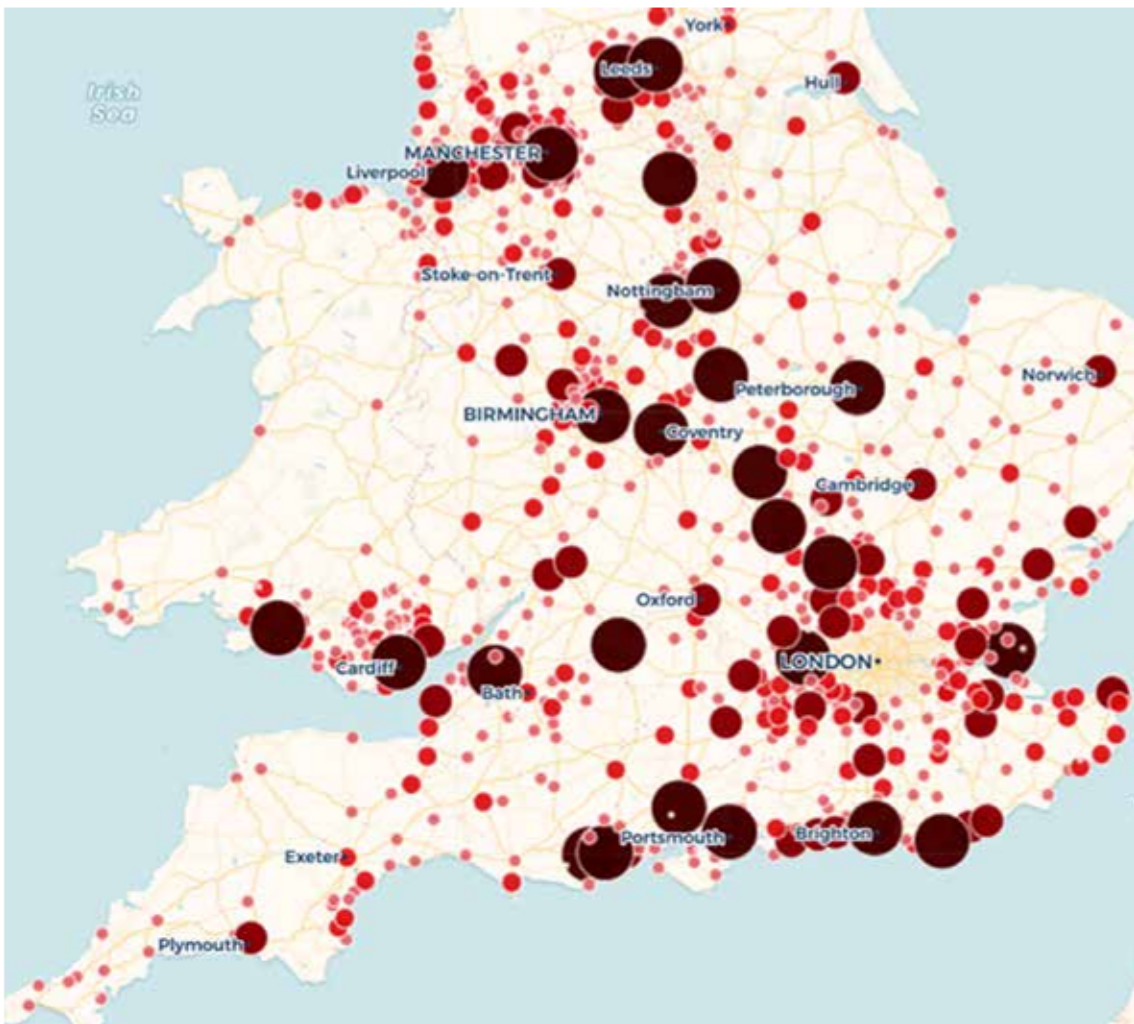 York
Leeds
Hull
Irish
Sea
MANCHESTER
Liverpool
Stoke-on-Trent
Nottingham
Norwich
Peterborough
BIRMINGHAM
Coventry
Cambridge
Oxford
LONDON
Cardiff
Bath
Portsmouth
Brighton
Exeter
Plymouth